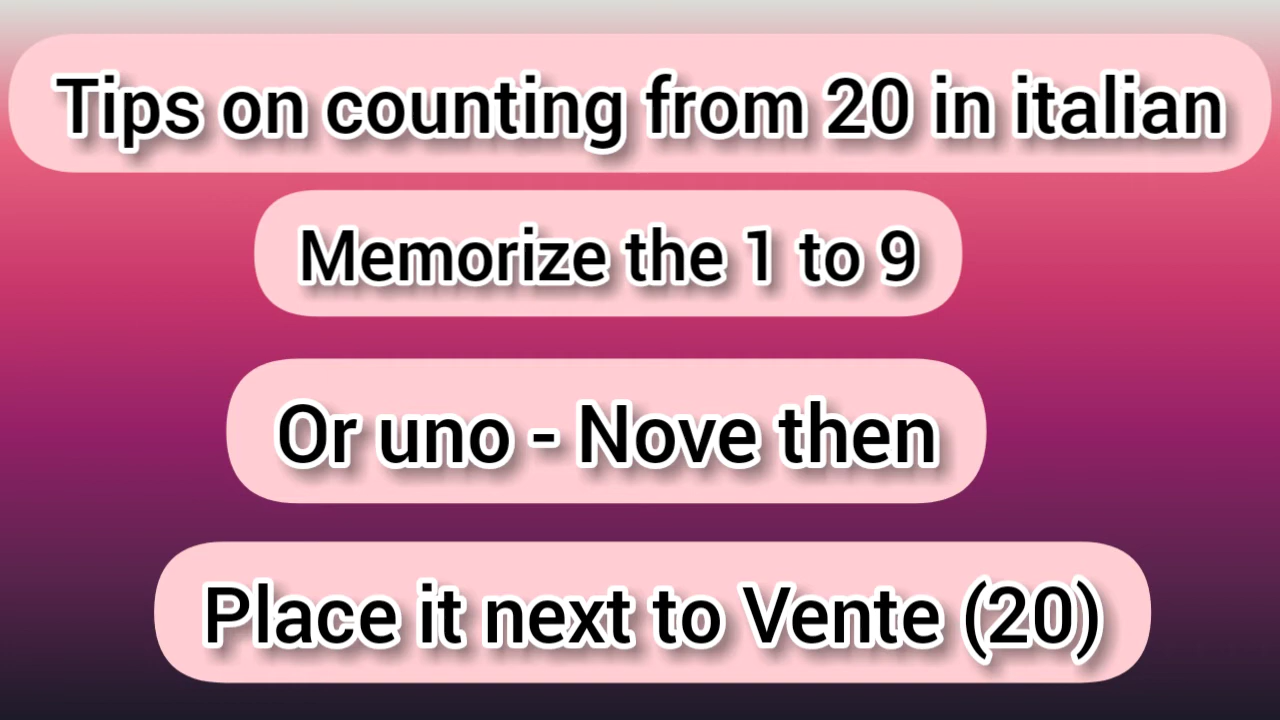 Tips on counting from 20 in italian
Memorize the 1 to 9
Or uno - Nove then
Place it next to Vente (20)